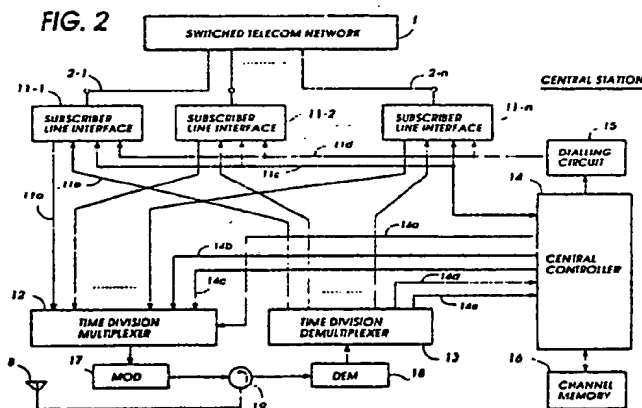 FIG. 2
1
SWITCHED TELECOM NETWORK
2-1
2-n
CENTRAL STATION
11-1
11-2
11-n
SUBSCRIBER LINE INTERFACE
SUBSCRIBER LINE INTERFACE
SUBSCRIBER LINE INTERFACE
15
11d
DIALLING CIRCUIT
11a
11e
11c
14
14a
14b
14c
CENTRAL CONTROLLER
12
14d
14e
TIME DIVISION MULTIPLEXER
TIME DIVISION DEMULTIPLEXER
13
8
17
MOD
19
DEM
18
16
CHANNEL MEMORY